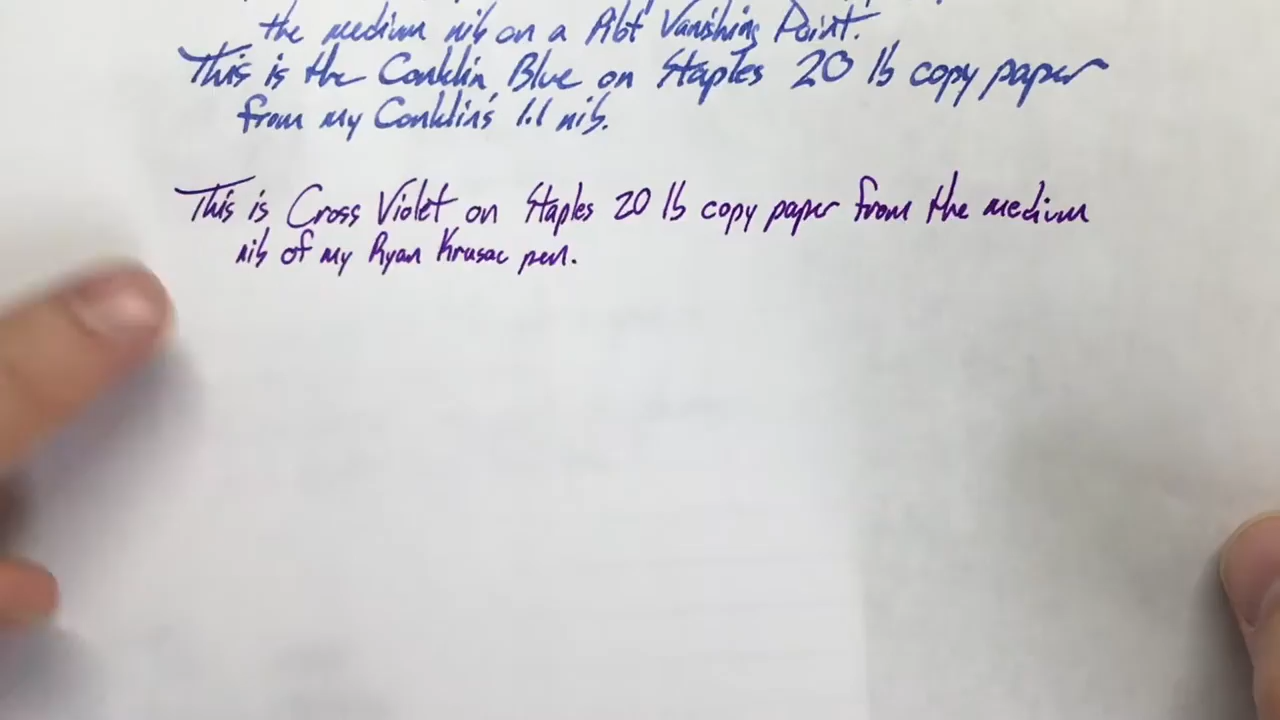 the medium nib on a Pilot Vanishing Point.
This is the Conklin Blue on Staples 20 lb copy paper
from my Conklin's 1.1 nib.
This is Cross Violet on Staples 20 lb copy paper from the medium
nib of my Ryan Krusac pen.